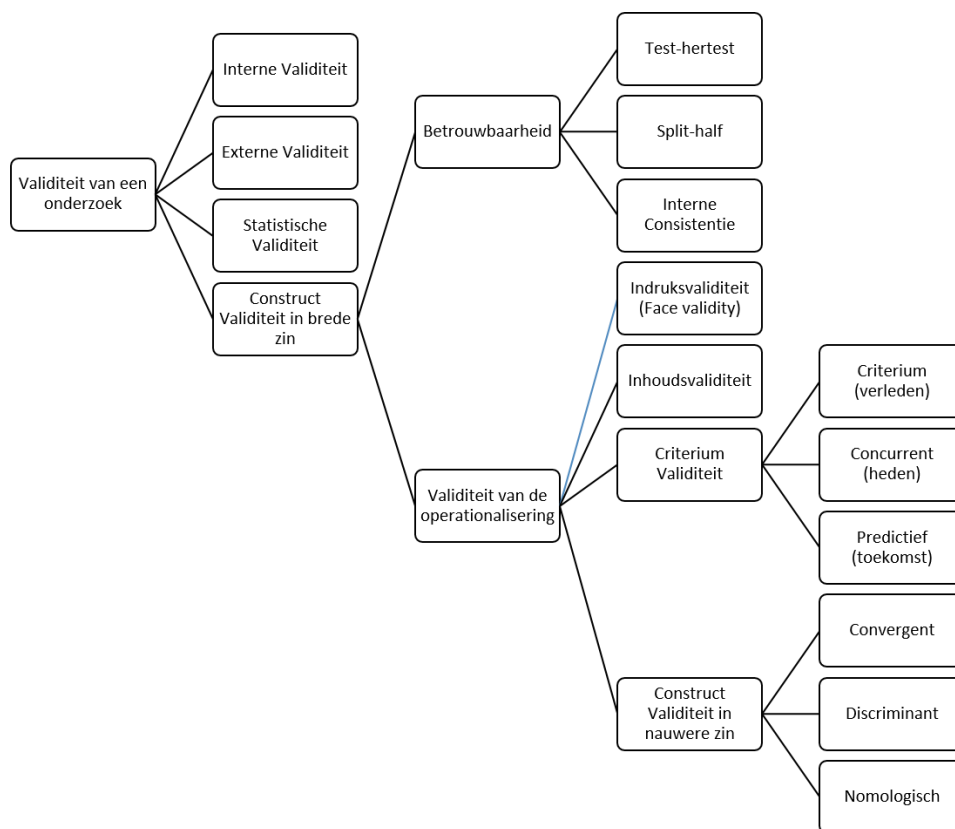 Validiteit van een
onderzoek
Interne Validiteit
Externe Validiteit
Statistische
Validiteit
Construct
Validiteit in brede
zin
Betrouwbaarheid
Test-hertest
Split-half
Interne
Consistentie
Validiteit van de
operationalisering
Indruksvaliditeit
(Face validity)
Inhoudsvaliditeit
Criterium
Validiteit
Criterium
(verleden)
Concurrent
(heden)
Predictief
(toekomst)
Construct
Validiteit in
nauwere zin
Convergent
Discriminant
Nomologisch